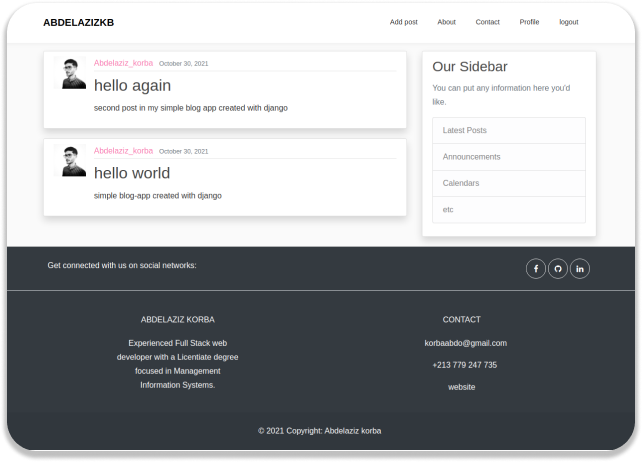 ABDELAZIZKB
Add post About Contact Profile logout
Abdelaziz_korba October 30, 2021
hello again
second post in my simple blog app created with django
Abdelaziz_korba October 30, 2021
hello world
simple blog-app created with django
Our Sidebar
You can put any information here you'd
like.
Latest Posts
Announcements
Calendars
etc
Get connected with us on social networks:
ABDELAZIZ KORBA
Experienced Full Stack web
developer with a Licentiate degree
focused in Management
Information Systems.
CONTACT
korbaabdo@gmail.com
+213 779 247 735
website
© 2021 Copyright: Abdelaziz korba